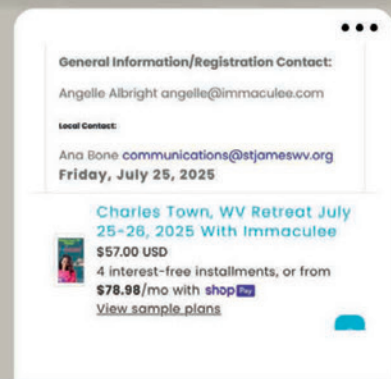 General Information/Registration Contact:
Angelle Albright angelle@immaculee.com
Local Contact:
Ana Bone communications@stjameswv.org
Friday, July 25, 2025
Charles Town, WV Retreat July
25-26, 2025 With Immaculee
$57.00 USD
4 interest-free installments, or from
$78.98/mo with shop Pay
View sample plans